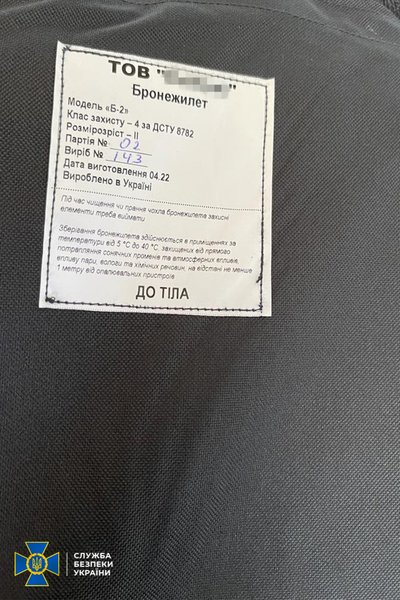 ТОВ "
Бронежилет
Модель «Б-2»
Клас захисту – 4 за ДСТУ 8782
Розмірозріст – II
Партія № 02
Виріб № 143
Дата виготовлення 04.22
Вироблено в Україні
Під час чищення чи прання чохла бронежилета захисні
елементи треба виймати
Зберігання бронежилета здійснюється в приміщеннях за
температури від 5 °С до 40 °С, захищених від прямого
потрапляння сонячних променів та атмосферних впливів,
впливу пари, вологи та хімічних речовин, на відстані не менше
1 метру від опалювальних пристроїв
ДО ТІЛА
СЛУЖБА
БЕЗПЕКИ
УКРАЇНИ